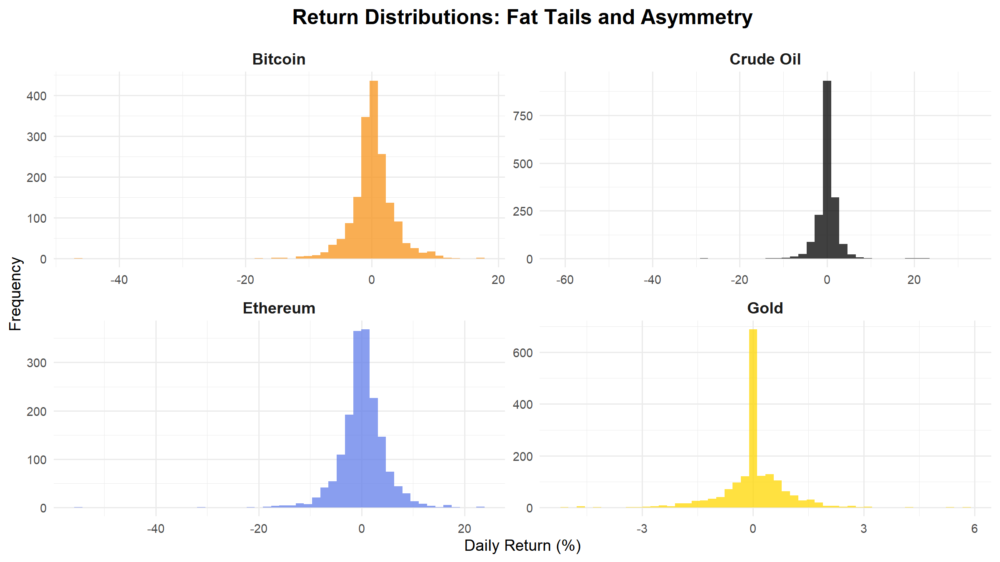 Return Distributions: Fat Tails and Asymmetry
Bitcoin
400
300
200
100
0
-40 -20 0 20
Crude Oil
750
500
250
0
-60 -40 -20 0 20
Frequency
Ethereum
300
200
100
0
-40 -20 0 20
Gold
600
400
200
0
-3 0 3 6
Daily Return (%)